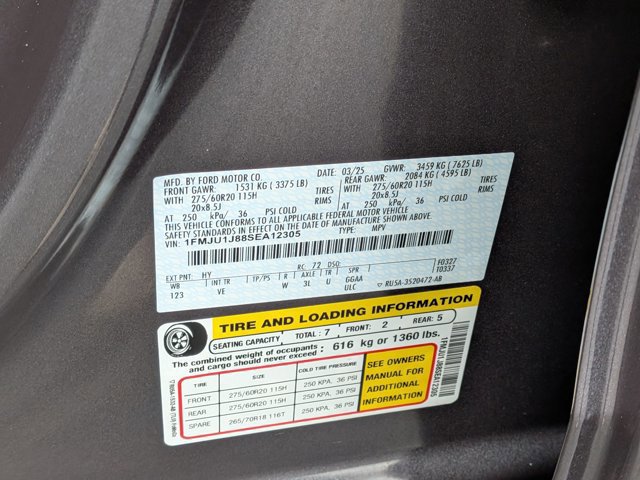 MFD. BY FORD MOTOR CO.
DATE: 03/25 GVWR: 3459 KG ( 7625 LB)
FRONT GAWR: 1531 KG ( 3375 LB) REAR GAWR: 2084 KG ( 4595 LB)
WITH 275/60R20 115H TIRES WITH 275/60R20 115H TIRES
20x8.5J RIMS 20x8.5J RIMS
AT 250 kPa/ 36 PSI COLD AT 250 kPa/ 36 PSI COLD
THIS VEHICLE CONFORMS TO ALL APPLICABLE FEDERAL MOTOR VEHICLE
SAFETY STANDARDS IN EFFECT ON THE DATE OF MANUFACTURE SHOWN ABOVE.
VIN: 1FMJU1J88SEA12305 TYPE: MPV
EXT PNT: HY RC: 72 DSO: F0327
T0337
WB INT TR TP/PS R AXLE TR SPR
123 VE W 3L U GGAA
ULC ▽ RU5A-3520472-AB
TIRE AND LOADING INFORMATION
SEATING CAPACITY TOTAL: 7 FRONT: 2 REAR: 5
The combined weight of occupants
and cargo should never exceed : 616 kg or 1360 lbs.
TIRE SIZE COLD TIRE PRESSURE
FRONT 275/60R20 115H 250 KPA, 36 PSI
REAR 275/60R20 115H 250 KPA, 36 PSI
SPARE 265/70R18 116T 250 KPA, 36 PSI
SEE OWNERS
MANUAL FOR
ADDITIONAL
INFORMATION
1FMJU1J88SEA12305